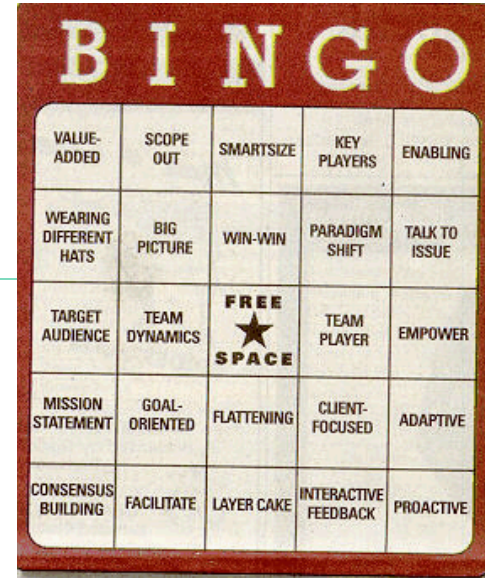 BINGO
VALUE-
ADDED
SCOPE
OUT
SMARTSIZE
KEY
PLAYERS
ENABLING
WEARING
DIFFERENT
HATS
BIG
PICTURE
WIN-WIN
PARADIGM
SHIFT
TALK TO
ISSUE
TARGET
AUDIENCE
TEAM
DYNAMICS
FREE
SPACE
TEAM
PLAYER
EMPOWER
MISSION
STATEMENT
GOAL-
ORIENTED
FLATTENING
CLIENT-
FOCUSED
ADAPTIVE
CONSENSUS
BUILDING
FACILITATE
LAYER CAKE
INTERACTIVE
FEEDBACK
PROACTIVE